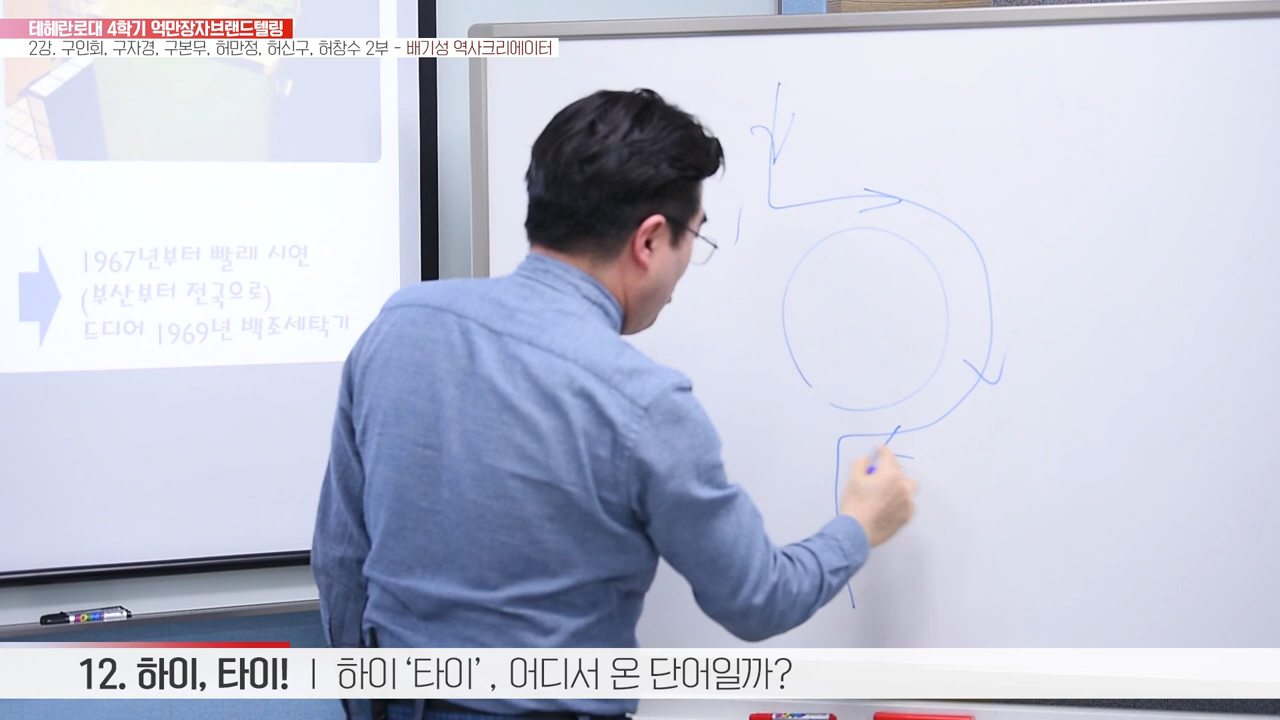 테헤란로대 4학기 억만장자브랜드텔링
2강. 구인회, 구자경, 구본무, 허만정, 허신구, 허창수 2부 - 배기성 역사크리에이터
1967년부터 빨래 시연
(부산부터 전국으로)
드디어 1969년 백조세탁기
12. 하이, 타이! | 하이 ‘타이’, 어디서 온 단어일까?